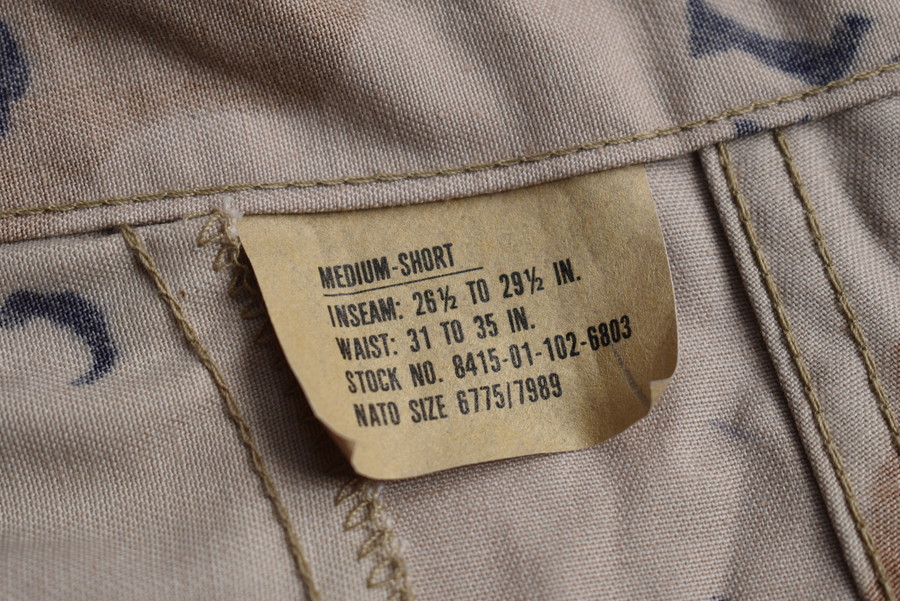 MEDIUM-SHORT
INSEAM: 26½ TO 29½ IN.
WAIST: 31 TO 35 IN.
STOCK NO. 8415-01-102-6803
NATO SIZE 6775/7989